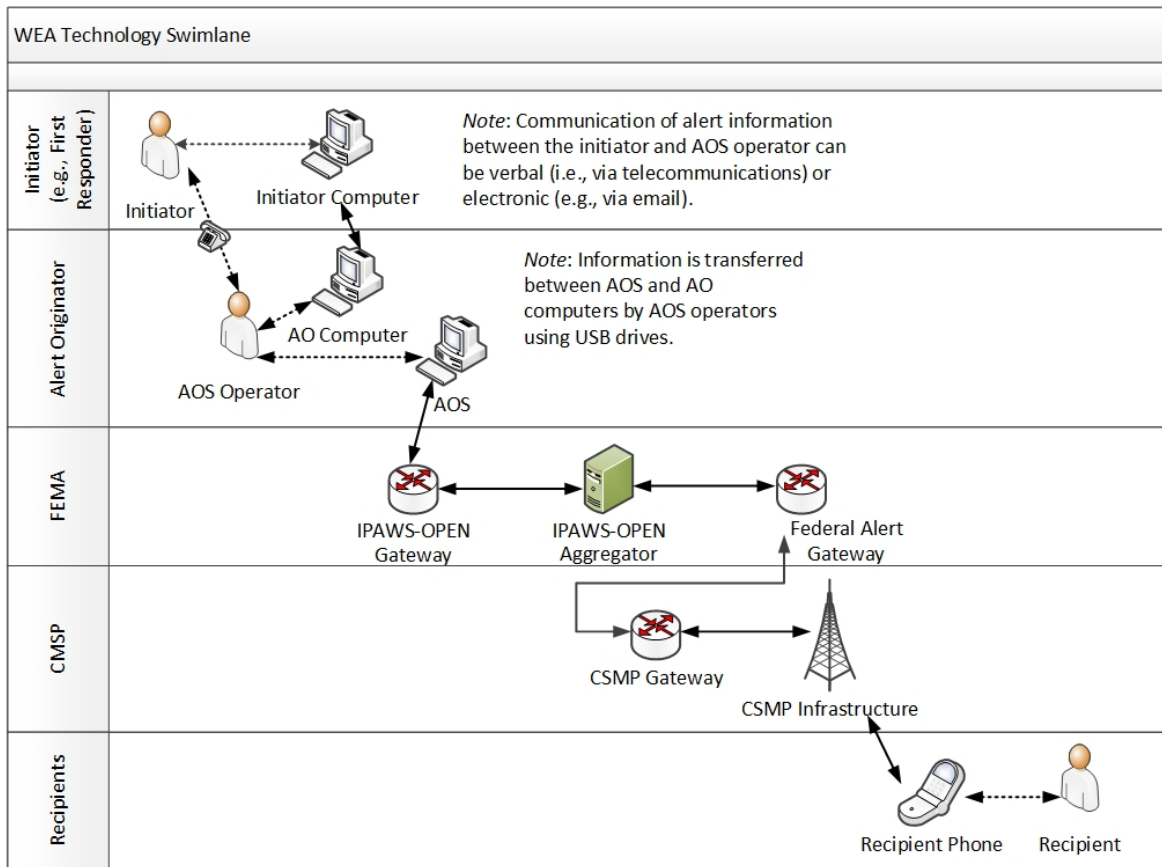 WEA Technology Swimlane
Initiator
(e.g., First
Responder)
Initiator
Initiator Computer
Note: Communication of alert information
between the initiator and AOS operator can
be verbal (i.e., via telecommunications) or
electronic (e.g., via email).
Alert Originator
AO Computer
AOS Operator
AOS
Note: Information is transferred
between AOS and AO
computers by AOS operators
using USB drives.
FEMA
IPAWS-OPEN
Gateway
IPAWS-OPEN
Aggregator
Federal Alert
Gateway
CMSP
CSMP Gateway
CSMP Infrastructure
Recipients
Recipient Phone
Recipient